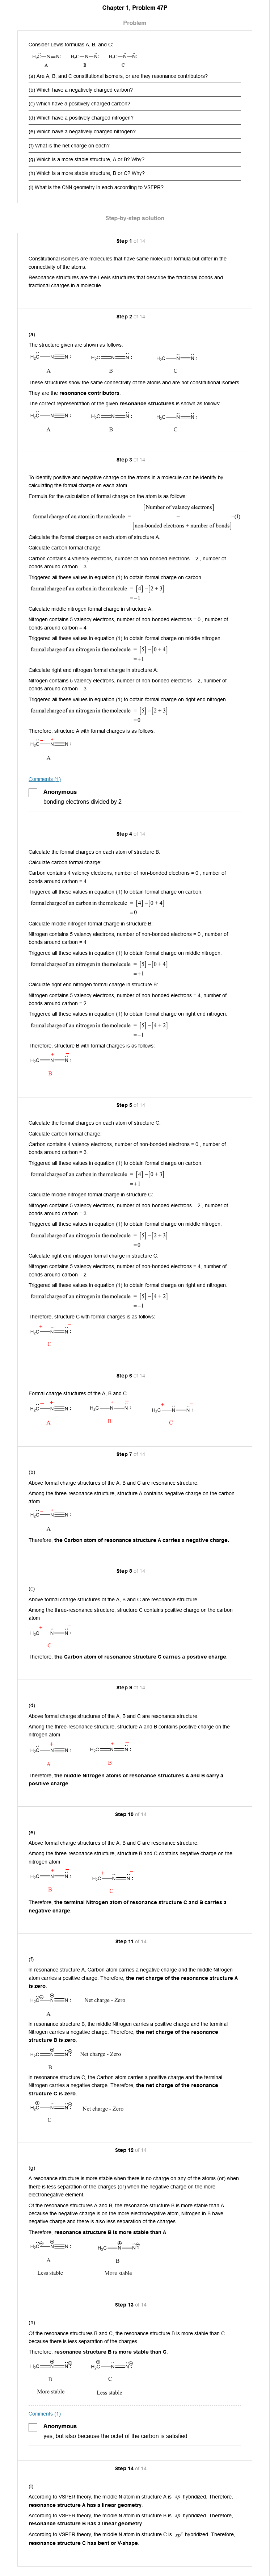 Chapter 1, Problem 47P
Problem
Consider Lewis formulas A, B, and C:
A B C
(a) Are A, B, and C constitutional isomers, or are they resonance contributors?
(b) Which have a negatively charged carbon?
(c) Which have a positively charged carbon?
(d) Which have a positively charged nitrogen?
(e) Which have a negatively charged nitrogen?
(f) What is the net charge on each?
(g) Which is a more stable structure, A or B? Why?
(h) Which is a more stable structure, B or C? Why?
(i) What is the CNN geometry in each according to VSEPR?
Step-by-step solution
Step 1 of 14
Constitutional isomers are molecules that have same molecular formula but differ in the
connectivity of the atoms.
Resonance structures are the Lewis structures that describe the fractional bonds and
fractional charges in a molecule.
Step 2 of 14
(a)
The structure given are shown as follows:
H₂C—N≡N: H₂C=N=N: H₂C—N=N:
A B C
These structures show the same connectivity of the atoms and are not constitutional isomers.
They are the resonance contributors.
The correct representation of the given resonance structures is shown as follows:
H₂C—N≡N: H₂C=N=N: H₂C—N=N:
A B C
Step 3 of 14
To identify positive and negative charge on the atoms in a molecule can be identify by
calculating the formal charge on each atom.
Formula for the calculation of formal charge on the atom is as follows:
[Number of valancy electrons]
formal charge of an atom in the molecule = − --(1)
[non-bonded electrons + number of bonds]
Calculate the formal charges on each atom of structure A.
Calculate carbon formal charge:
Carbon contains 4 valency electrons, number of non-bonded electrons = 2 , number of
bonds around carbon = 3.
Triggered all these values in equation (1) to obtain formal charge on carbon.
formal charge of an carbon in the molecule = [4] −[2 + 3]
= −1
Calculate middle nitrogen formal charge in structure A:
Nitrogen contains 5 valency electrons, number of non-bonded electrons = 0 , number of
bonds around carbon = 4
Triggered all these values in equation (1) to obtain formal charge on middle nitrogen.
formal charge of an nitrogen in the molecule = [5] −[0 + 4]
= +1
Calculate right end nitrogen formal charge in structure A:
Nitrogen contains 5 valency electrons, number of non-bonded electrons = 2, number of
bonds around carbon = 3
Triggered all these values in equation (1) to obtain formal charge on right end nitrogen.
formal charge of an nitrogen in the molecule = [5] −[2 + 3]
=0
Therefore, structure A with formal charges is as follows:
H₂C—N≡N:
A
Comments (1)
Anonymous
bonding electrons divided by 2
Step 4 of 14
Calculate the formal charges on each atom of structure B.
Calculate carbon formal charge:
Carbon contains 4 valency electrons, number of non-bonded electrons = 0 , number of
bonds around carbon = 4.
Triggered all these values in equation (1) to obtain formal charge on carbon.
formal charge of an carbon in the molecule = [4] −[0 + 4]
=0
Calculate middle nitrogen formal charge in structure B:
Nitrogen contains 5 valency electrons, number of non-bonded electrons = 0 , number of
bonds around carbon = 4
Triggered all these values in equation (1) to obtain formal charge on middle nitrogen.
formal charge of an nitrogen in the molecule = [5] −[0 + 4]
= +1
Calculate right end nitrogen formal charge in structure B:
Nitrogen contains 5 valency electrons, number of non-bonded electrons = 4, number of
bonds around carbon = 2
Triggered all these values in equation (1) to obtain formal charge on right end nitrogen.
formal charge of an nitrogen in the molecule = [5] −[4 + 2]
= −1
Therefore, structure B with formal charges is as follows:
H₂C=N=N:
B
Step 5 of 14
Calculate the formal charges on each atom of structure C.
Calculate carbon formal charge:
Carbon contains 4 valency electrons, number of non-bonded electrons = 0 , number of
bonds around carbon = 3.
Triggered all these values in equation (1) to obtain formal charge on carbon.
formal charge of an carbon in the molecule = [4] −[0 + 3]
= +1
Calculate middle nitrogen formal charge in structure C:
Nitrogen contains 5 valency electrons, number of non-bonded electrons = 2 , number of
bonds around carbon = 3
Triggered all these values in equation (1) to obtain formal charge on middle nitrogen.
formal charge of an nitrogen in the molecule = [5] −[2 + 3]
=0
Calculate right end nitrogen formal charge in structure C:
Nitrogen contains 5 valency electrons, number of non-bonded electrons = 4, number of
bonds around carbon = 2
Triggered all these values in equation (1) to obtain formal charge on right end nitrogen.
formal charge of an nitrogen in the molecule = [5] −[4 + 2]
= −1
Therefore, structure C with formal charges is as follows:
H₂C—N=N:
C
Step 6 of 14
Formal charge structures of the A, B and C.
H₂C—N≡N: H₂C=N=N: H₂C—N=N:
A B C
Step 7 of 14
(b)
Above formal charge structures of the A, B and C are resonance structure.
Among the three-resonance structure, structure A contains negative charge on the carbon
atom.
H₂C—N≡N
A
Therefore, the Carbon atom of resonance structure A carries a negative charge.
Step 8 of 14
(c)
Above formal charge structures of the A, B and C are resonance structure.
Among the three-resonance structure, structure C contains positive charge on the carbon
atom
H₂C—N=N:
C
Therefore, the Carbon atom of resonance structure C carries a positive charge.
Step 9 of 14
(d)
Above formal charge structures of the A, B and C are resonance structure.
Among the three-resonance structure, structure A and B contains positive charge on the
nitrogen atom
H₂C—N≡N: H₂C=N=N:
A B
Therefore, the middle Nitrogen atoms of resonance structures A and B carry a
positive charge.
Step 10 of 14
(e)
Above formal charge structures of the A, B and C are resonance structure.
Among the three-resonance structure, structure B and C contains negative charge on the
nitrogen atom
H₂C=N=N: H₂C—N=N:
B C
Therefore, the terminal Nitrogen atom of resonance structure C and B carries a
negative charge.
Step 11 of 14
(f)
In resonance structure A, Carbon atom carries a negative charge and the middle Nitrogen
atom carries a positive charge. Therefore, the net charge of the resonance structure A
is zero.
H₂C—N≡N: Net charge - Zero
A
In resonance structure B, the middle Nitrogen carries a positive charge and the terminal
Nitrogen carries a negative charge. Therefore, the net charge of the resonance
structure B is zero.
H₂C=N=N: Net charge - Zero
B
In resonance structure C, the Carbon atom carries a positive charge and the terminal
Nitrogen carries a negative charge. Therefore, the net charge of the resonance
structure C is zero.
H₂C—N=N: Net charge - Zero
C
Step 12 of 14
(g)
A resonance structure is more stable when there is no charge on any of the atoms (or) when
there is less separation of the charges (or) when the negative charge on the more
electronegative element.
Of the resonance structures A and B, the resonance structure B is more stable than A
because the negative charge is on the more electronegative atom, Nitrogen in B have
negative charge and there is also less separation of the charges.
Therefore, resonance structure B is more stable than A.
H₂C—N≡N: H₂C=N=N:
A B
Less stable More stable
Step 13 of 14
(h)
Of the resonance structures B and C, the resonance structure B is more stable than C
because there is less separation of the charges.
Therefore, resonance structure B is more stable than C.
H₂C=N=N: H₂C—N=N:
B C
More stable Less stable
Comments (1)
Anonymous
yes, but also because the octet of the carbon is satisfied
Step 14 of 14
(i)
According to VSPER theory, the middle N atom in structure A is sp hybridized. Therefore,
resonance structure A has a linear geometry.
According to VSPER theory, the middle N atom in structure B is sp hybridized. Therefore,
resonance structure B has a linear geometry.
According to VSPER theory, the middle N atom in structure C is sp² hybridized. Therefore,
resonance structure C has bent or V-shape.